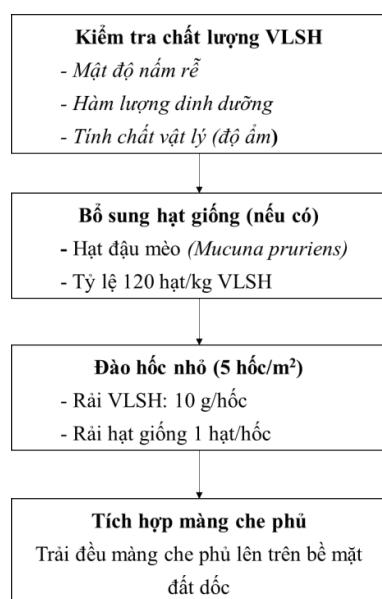 Kiểm tra chất lượng VLSH
- Mật độ nấm rễ
- Hàm lượng dinh dưỡng
- Tính chất vật lý (độ ẩm)
Bổ sung hạt giống (nếu có)
- Hạt đậu mèo (Mucuna pruriens)
- Tỷ lệ 120 hạt/kg VLSH
Đào hốc nhỏ (5 hốc/m²)
- Rải VLSH: 10 g/hốc
- Rải hạt giống 1 hạt/hốc
Tích hợp màng che phủ
Trải đều màng che phủ lên trên bề mặt
đất dốc